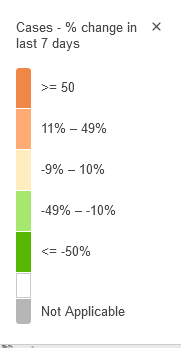 Cases - % change in ×
last 7 days
>= 50
11% – 49%
-9% – 10%
-49% – -10%
<= -50%
Not Applicable